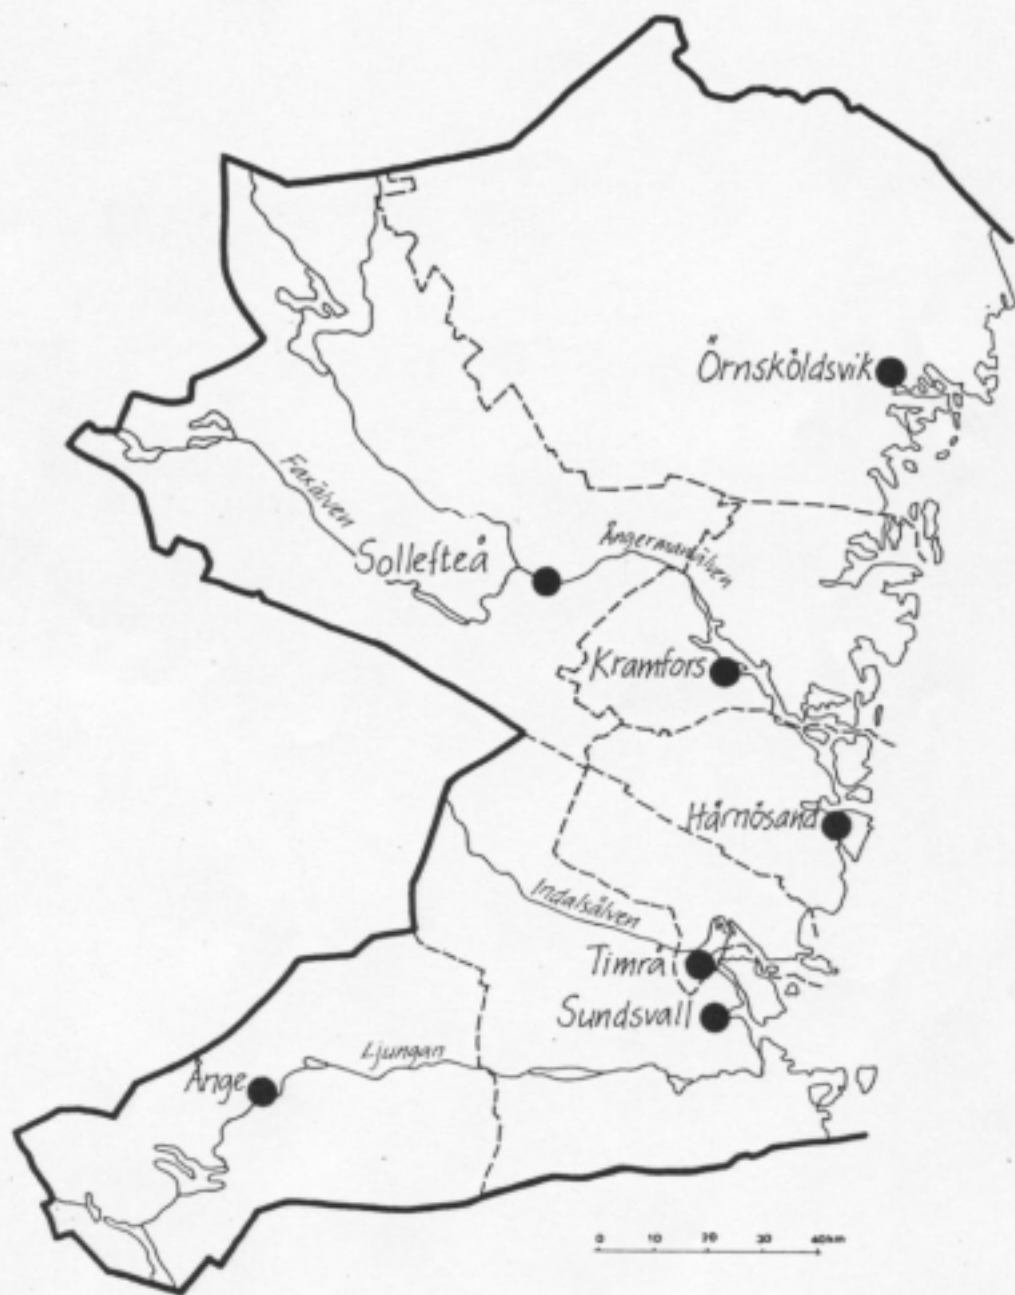 Örnsköldsvik
Faxälven
Sollefteå
Ångermanälven
Kramfors
Härnösand
Indalsälven
Timrå
Sundsvall
Ljungan
Ånge
0 10 20 30 40km